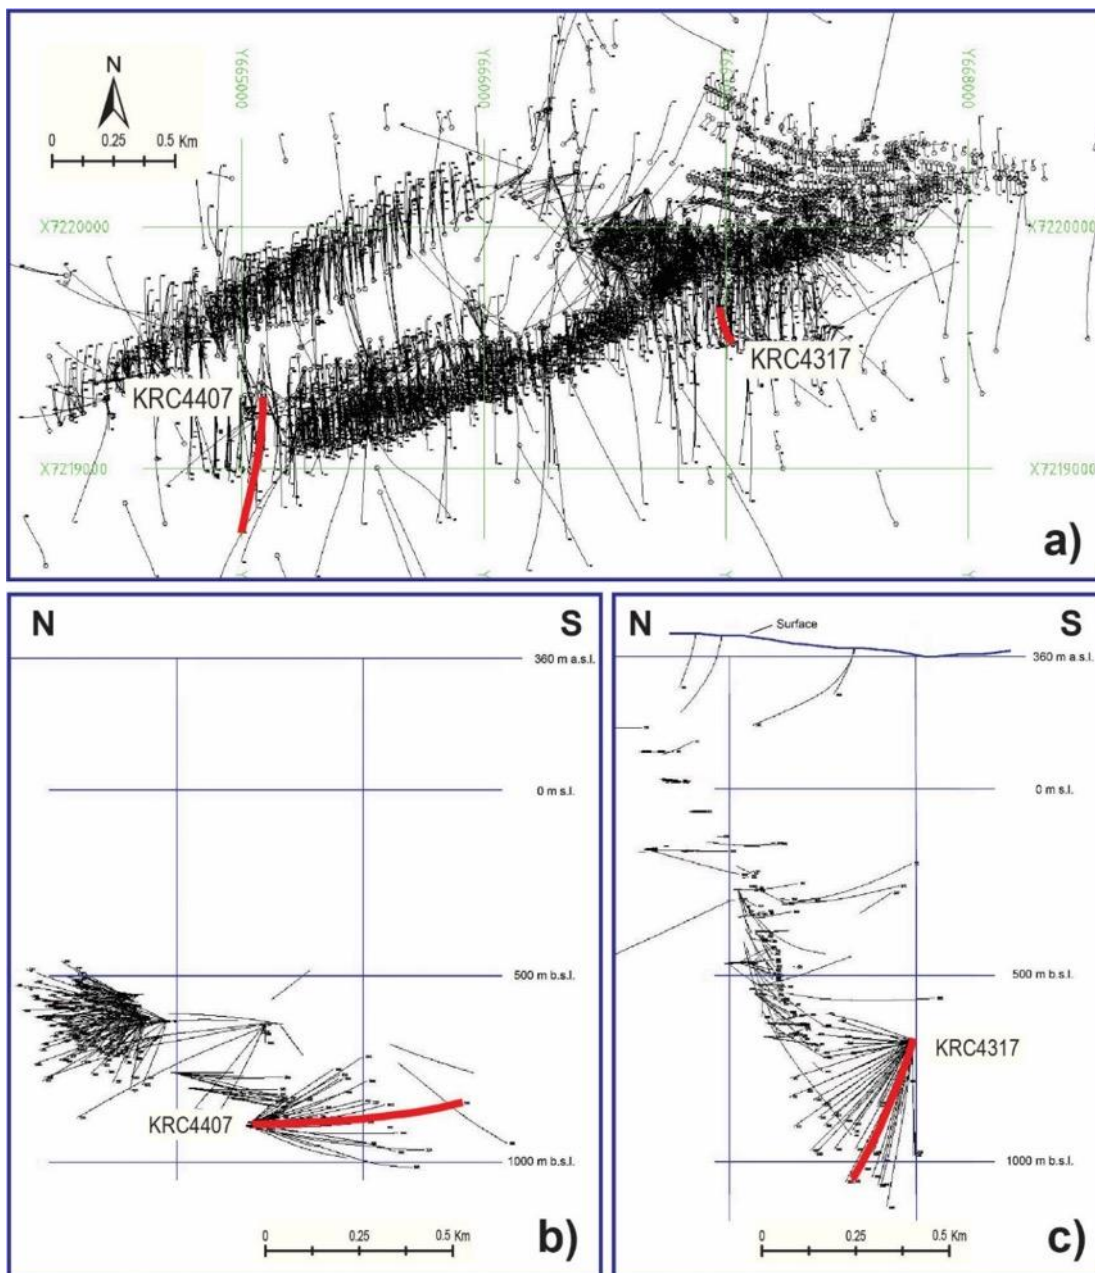 N
0 0.25 0.5 Km
Y665000
Y666000
Y668000
X7220000
X7220000
KRC4407
KRC4317
X7219000
X7219000
a)
N S
360 m a.s.l.
0 m s.l.
500 m b.s.l.
KRC4407
1000 m b.s.l.
0 0.25 0.5 Km
b)
N S
Surface
360 m a.s.l.
0 m s.l.
500 m b.s.l.
KRC4317
1000 m b.s.l.
0 0.25 0.5 Km
c)